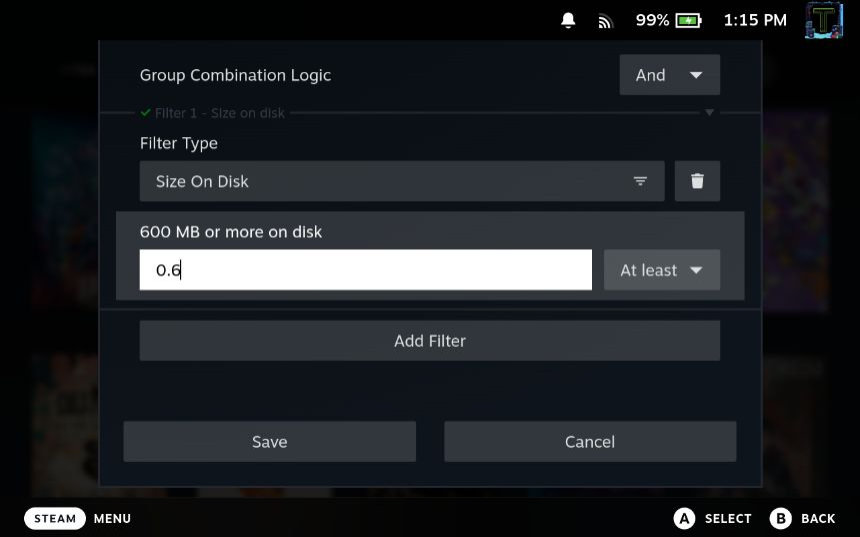 99% 1:15 PM
Group Combination Logic And
Filter 1 - Size on disk
Filter Type
Size On Disk
600 MB or more on disk
0.6 At least
Add Filter
Save Cancel
STEAM MENU A SELECT B BACK